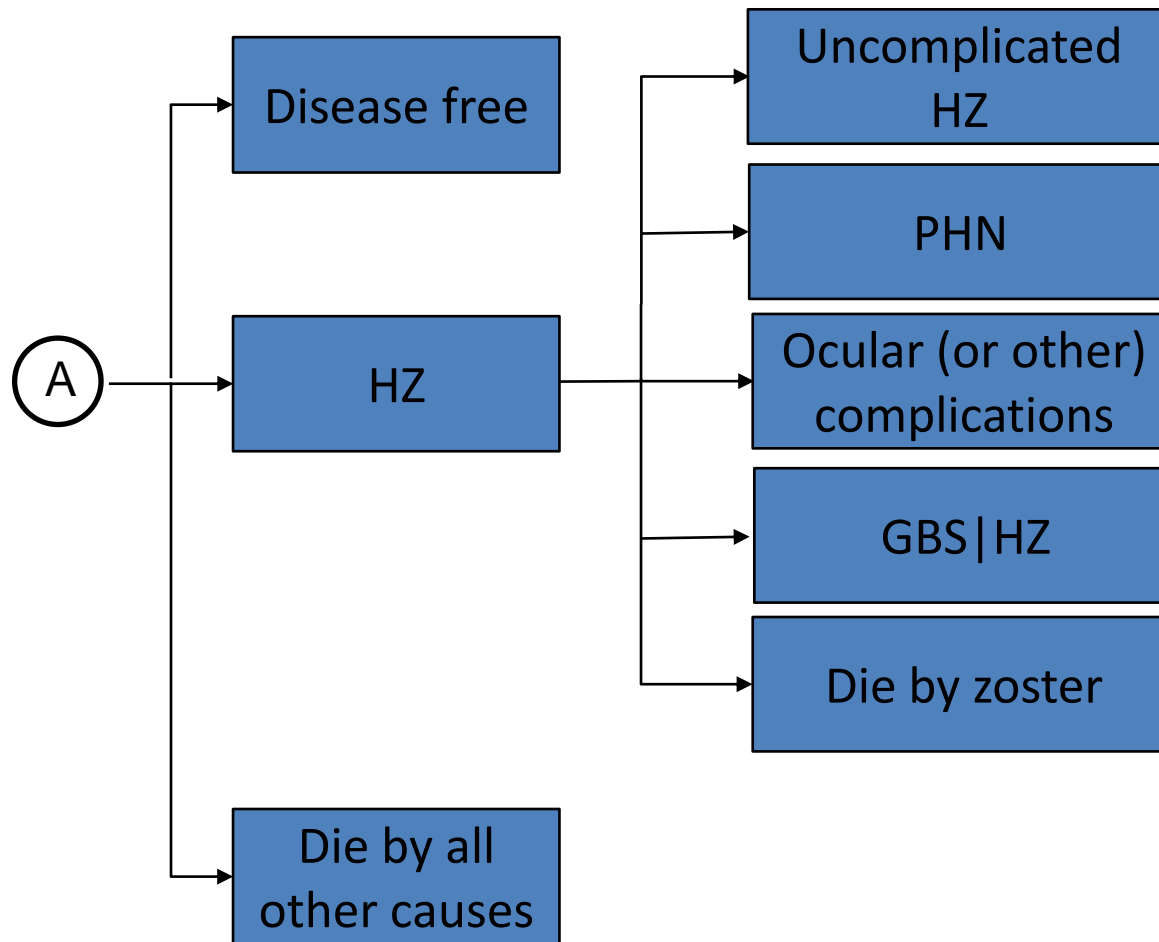 A
Disease free
HZ
Die by all
other causes
Uncomplicated
HZ
PHN
Ocular (or other)
complications
GBS|HZ
Die by zoster